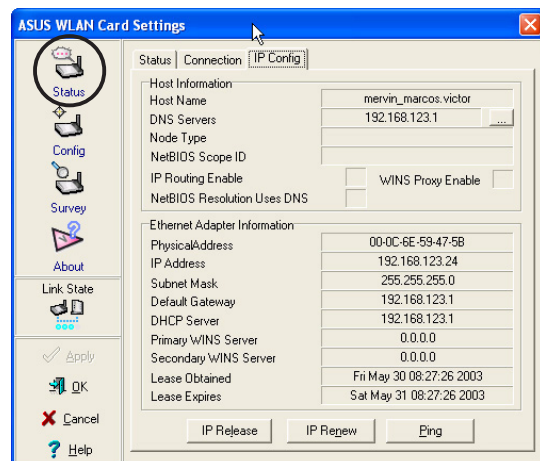 ASUS WLAN Card Settings
Status
Config
Survey
About
Link State
Apply
OK
Cancel
Help
Status Connection IP Config
Host Information
Host Name mervin_marcos.victor
DNS Servers 192.168.123.1 ...
Node Type
NetBIOS Scope ID
IP Routing Enable WINS Proxy Enable
NetBIOS Resolution Uses DNS
Ethernet Adapter Information
PhysicalAddress 00-0C-6E-59-47-5B
IP Address 192.168.123.24
Subnet Mask 255.255.255.0
Default Gateway 192.168.123.1
DHCP Server 192.168.123.1
Primary WINS Server 0.0.0.0
Secondary WINS Server 0.0.0.0
Lease Obtained Fri May 30 08:27:26 2003
Lease Expires Sat May 31 08:27:26 2003
IP Release IP Renew Ping